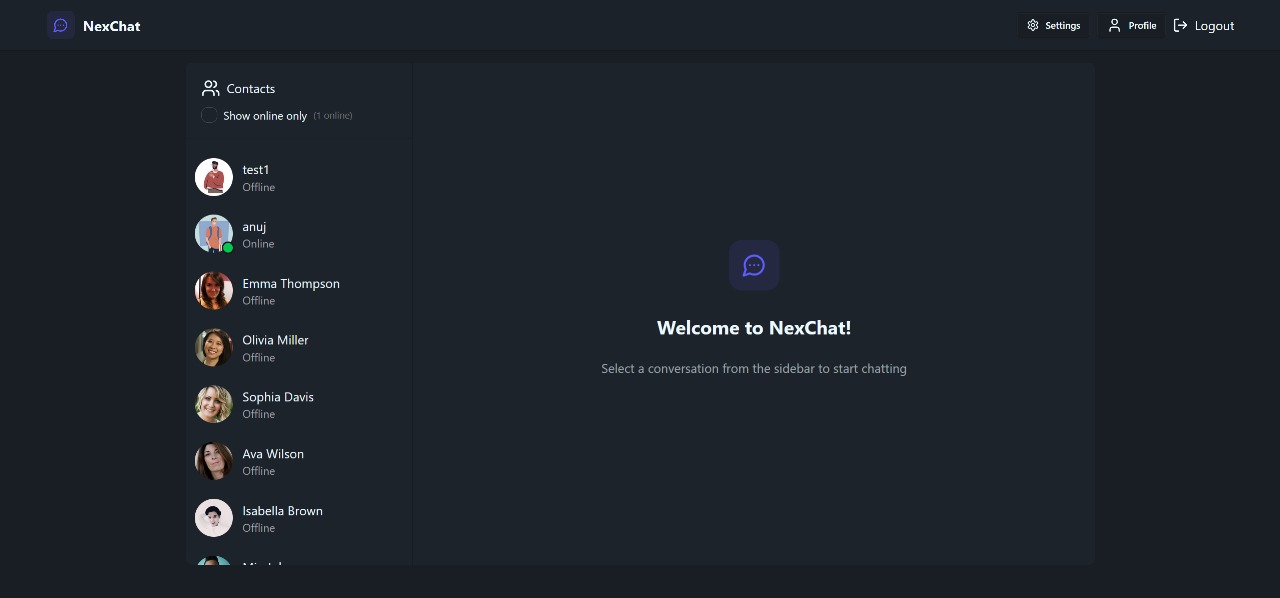 NexChat
Settings
Profile
Logout
Contacts
Show online only (1 online)
test1
Offline
anuj
Online
Emma Thompson
Offline
Olivia Miller
Offline
Sophia Davis
Offline
Ava Wilson
Offline
Isabella Brown
Offline
Welcome to NexChat!
Select a conversation from the sidebar to start chatting